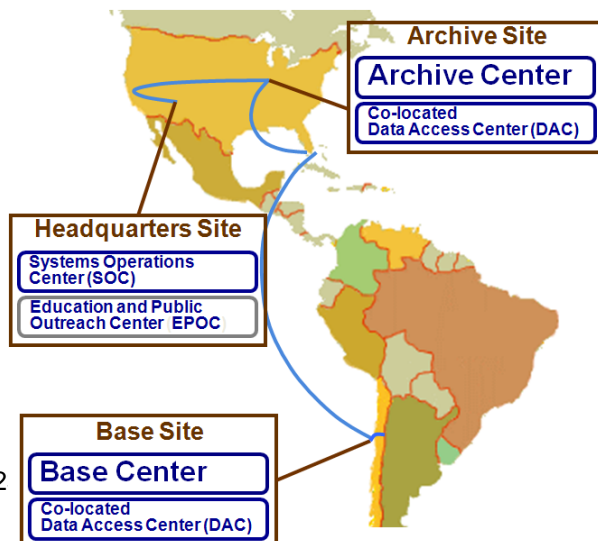 Archive Site
Archive Center
Co-located
Data Access Center (DAC)
Headquarters Site
Systems Operations
Center (SOC)
Education and Public
Outreach Center (EPOC)
Base Site
Base Center
2
Co-located
Data Access Center (DAC)